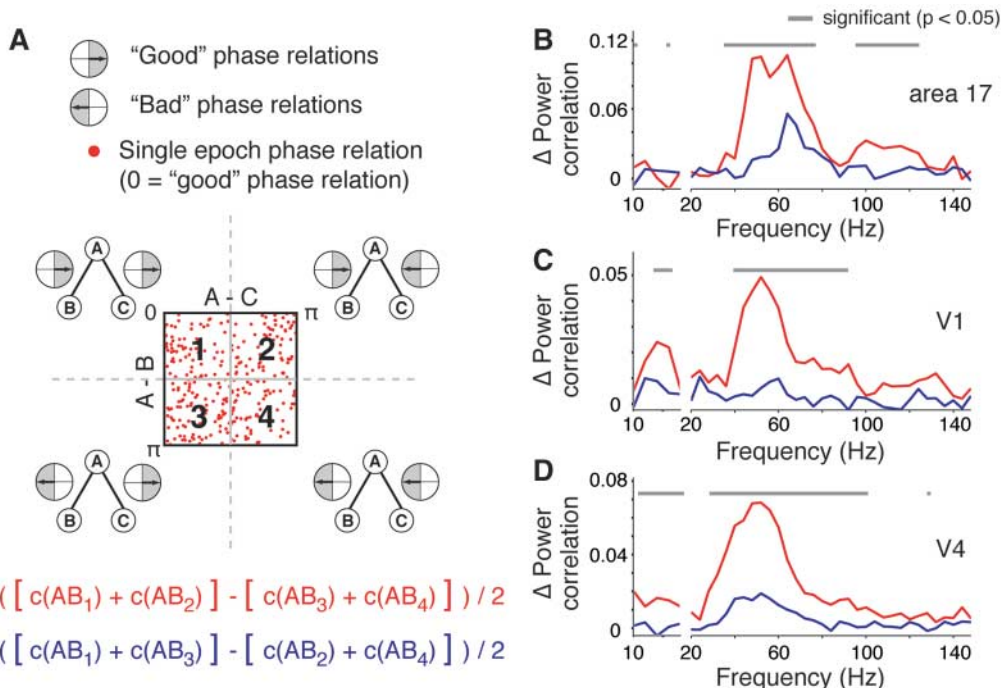 A
"Good" phase relations
"Bad" phase relations
Single epoch phase relation
(0 = "good" phase relation)
A
B
C
A
B
C
A - C
0
π
A - B
π
1
2
3
4
A
B
C
A
B
C
([ c(AB₁) + c(AB₂) ] - [ c(AB₃) + c(AB₄) ]) / 2
([ c(AB₁) + c(AB₃) ] - [ c(AB₂) + c(AB₄) ]) / 2
significant (p < 0.05)
B
0.12
0.06
0
Δ Power
correlation
area 17
10
20
60
100
140
Frequency (Hz)
C
0.05
0
Δ Power
correlation
V1
10
20
60
100
140
Frequency (Hz)
D
0.08
0.04
0
Δ Power
correlation
V4
10
20
60
100
140
Frequency (Hz)